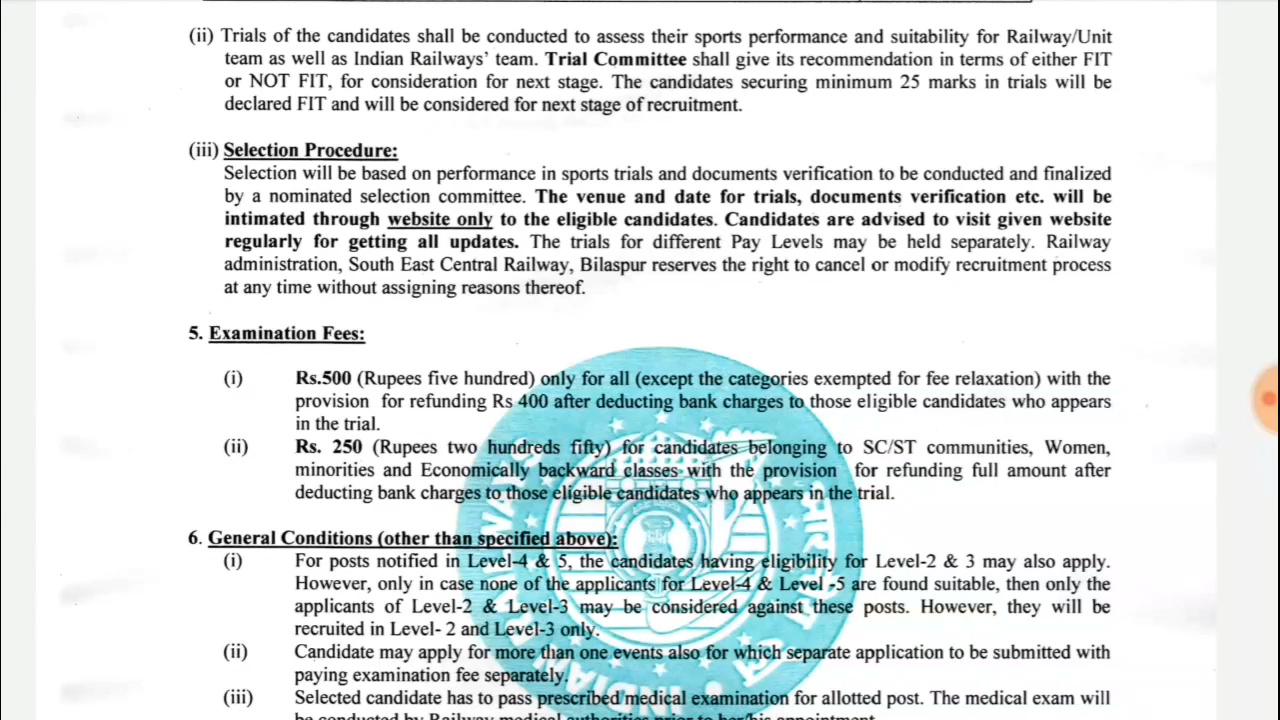 (ii) Trials of the candidates shall be conducted to assess their sports performance and suitability for Railway/Unit
team as well as Indian Railways' team. Trial Committee shall give its recommendation in terms of either FIT
or NOT FIT, for consideration for next stage. The candidates securing minimum 25 marks in trials will be
declared FIT and will be considered for next stage of recruitment.
(iii) Selection Procedure:
Selection will be based on performance in sports trials and documents verification to be conducted and finalized
by a nominated selection committee. The venue and date for trials, documents verification etc. will be
intimated through website only to the eligible candidates. Candidates are advised to visit given website
regularly for getting all updates. The trials for different Pay Levels may be held separately. Railway
administration, South East Central Railway, Bilaspur reserves the right to cancel or modify recruitment process
at any time without assigning reasons thereof.
5. Examination Fees:
(i) Rs.500 (Rupees five hundred) only for all (except the categories exempted for fee relaxation) with the
provision for refunding Rs 400 after deducting bank charges to those eligible candidates who appears
in the trial.
(ii) Rs. 250 (Rupees two hundreds fifty) for candidates belonging to SC/ST communities, Women,
minorities and Economically backward classes with the provision for refunding full amount after
deducting bank charges to those eligible candidates who appears in the trial.
6. General Conditions (other than specified above):
(i) For posts notified in Level-4 & 5, the candidates having eligibility for Level-2 & 3 may also apply.
However, only in case none of the applicants for Level-4 & Level -5 are found suitable, then only the
applicants of Level-2 & Level-3 may be considered against these posts. However, they will be
recruited in Level- 2 and Level-3 only.
(ii) Candidate may apply for more than one events also for which separate application to be submitted with
paying examination fee separately.
(iii) Selected candidate has to pass prescribed medical examination for allotted post. The medical exam will
be conducted by Railway medical authorities prior to her/his appointment.
INDIAN RAILWAYS
भारतीय रेल